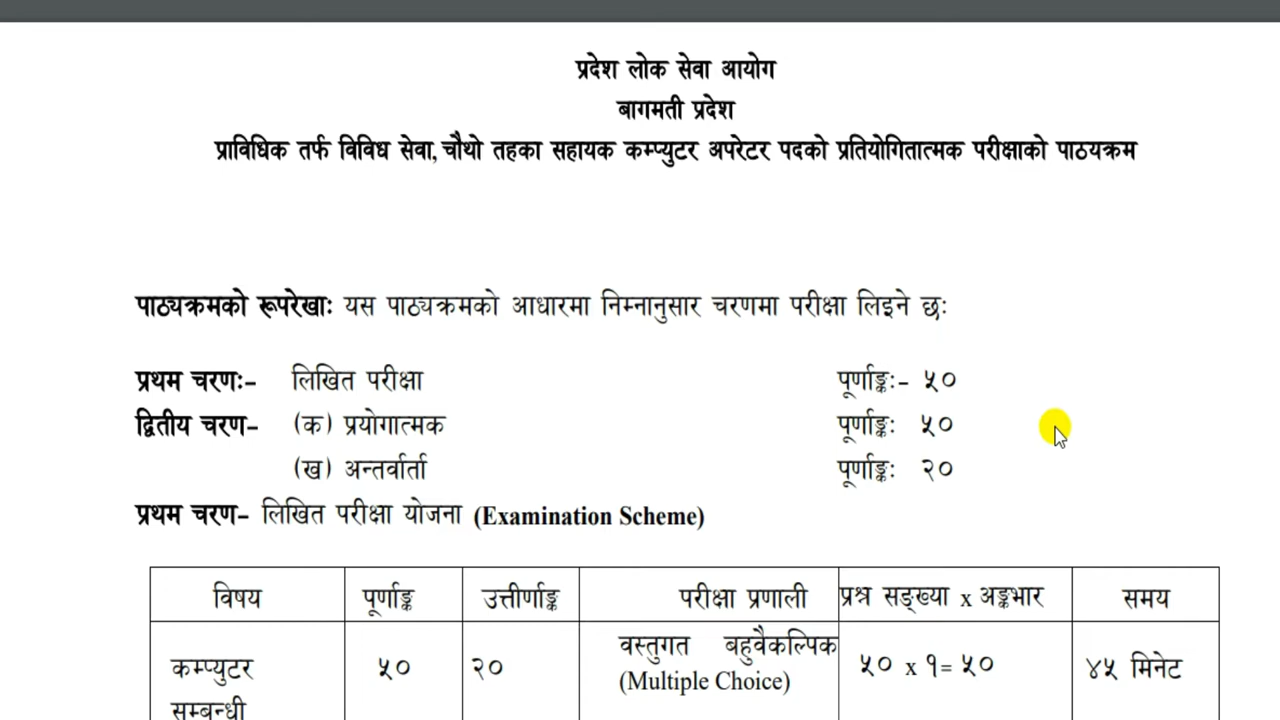 प्रदेश लोक सेवा आयोग
बागमती प्रदेश
प्राविधिक तर्फ विविध सेवा, चौथो तहका सहायक कम्प्युटर अपरेटर पदको प्रतियोगितात्मक परीक्षाको पाठयक्रम
पाठ्यक्रमको रूपरेखाः यस पाठ्यक्रमको आधारमा निम्नानुसार चरणमा परीक्षा लिइने छः
प्रथम चरणः- लिखित परीक्षा पूर्णाङ्कः- ५०
द्वितीय चरण- (क) प्रयोगात्मक पूर्णाङ्कः ५०
(ख) अन्तर्वार्ता पूर्णाङ्कः २०
प्रथम चरण- लिखित परीक्षा योजना (Examination Scheme)
विषय पूर्णाङ्क उत्तीर्णाङ्क परीक्षा प्रणाली प्रश्न सङ्ख्या x अङ्कभार समय
कम्प्युटर सम्बन्धी ५० २० वस्तुगत बहुवैकल्पिक (Multiple Choice) ५० x १= ५० ४५ मिनेट